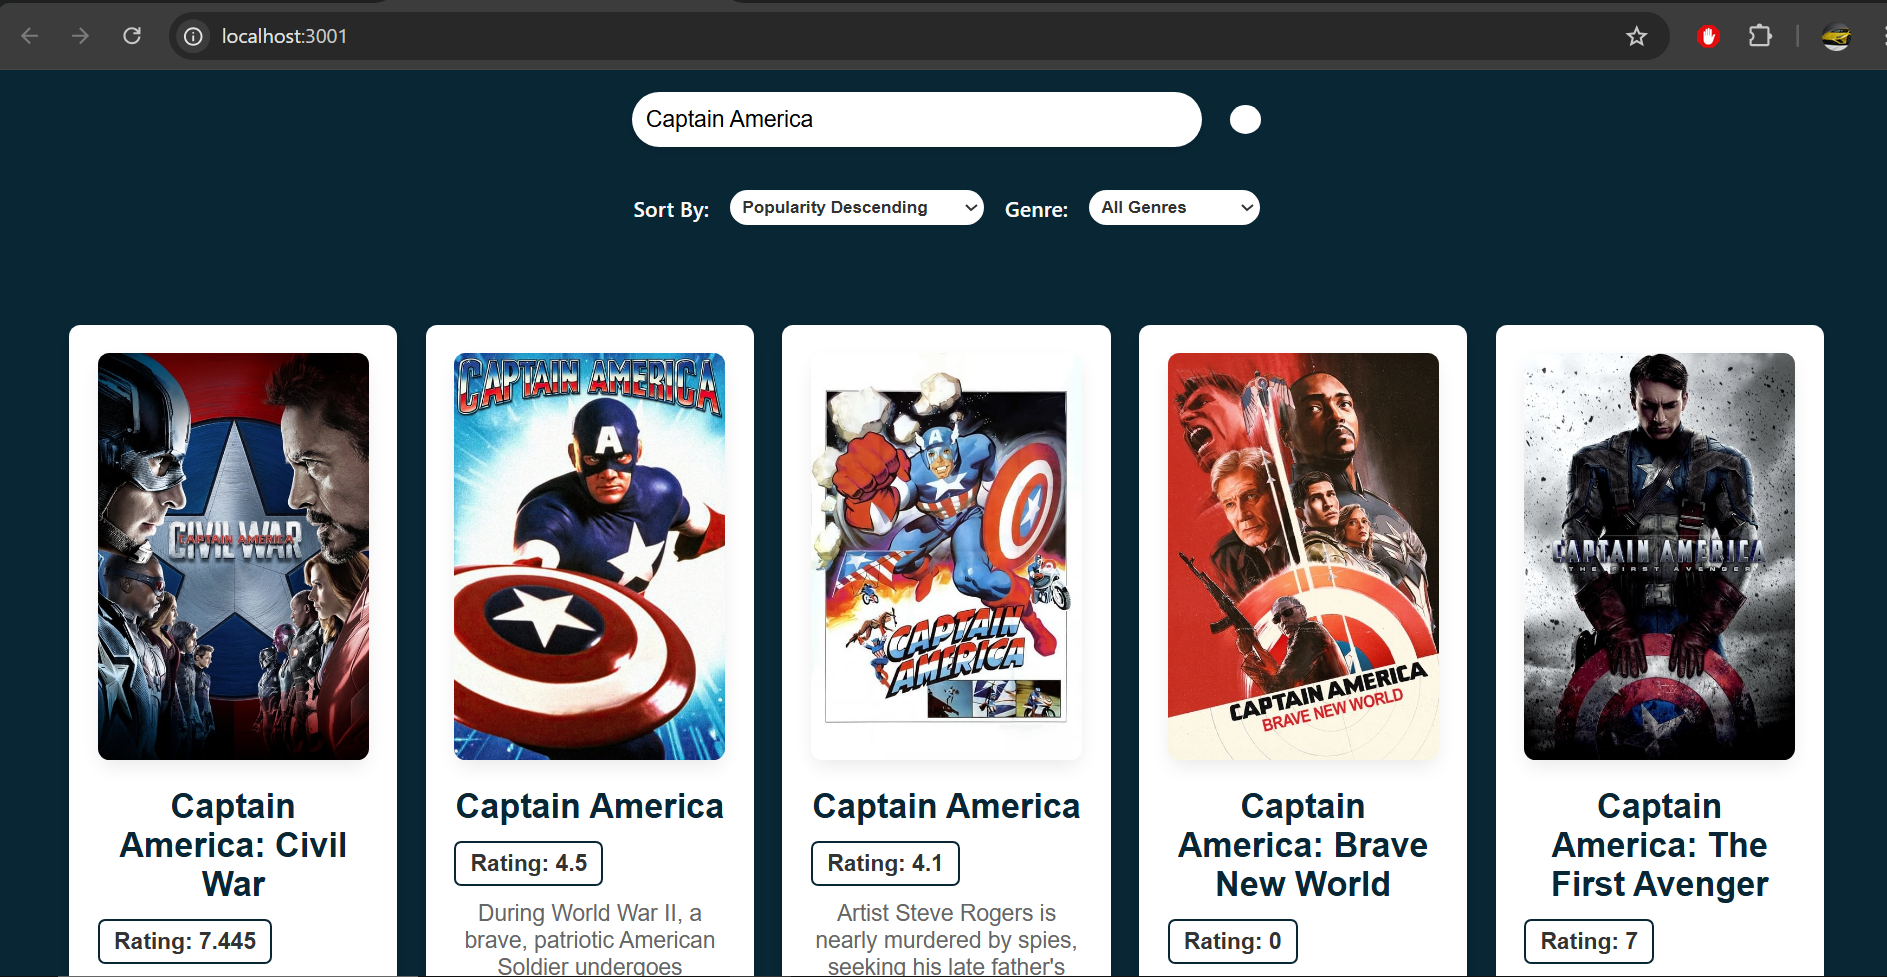 localhost:3001
Captain America
Sort By:
Popularity Descending
Genre:
All Genres
CIVIL WAR
CAPTAIN AMERICA
CAPTAIN AMERICA
A
A
CAPTAIN
AMERICA
CAPTAIN AMERICA
BRAVE NEW WORLD
CAPTAIN AMERICA
THE FIRST AVENGER
Captain
America: Civil
War
Rating: 7.445
Captain America
Rating: 4.5
During World War II, a
brave, patriotic American
Soldier undergoes
Captain America
Rating: 4.1
Artist Steve Rogers is
nearly murdered by spies,
seeking his late father's
Captain
America: Brave
New World
Rating: 0
Captain
America: The
First Avenger
Rating: 7